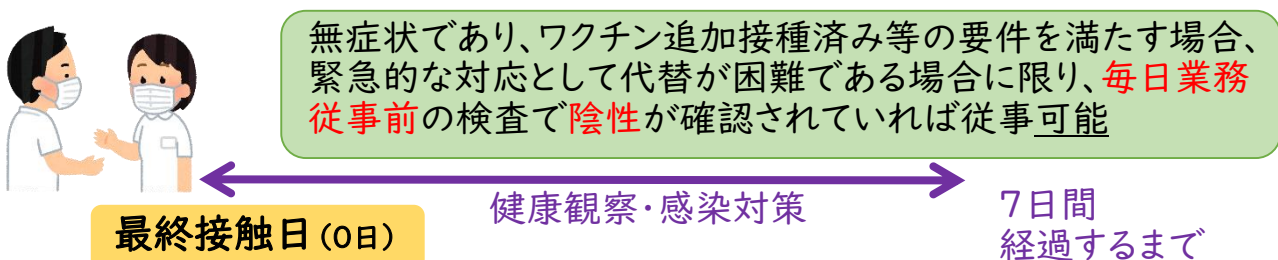 無症状であり、ワクチン追加接種済み等の要件を満たす場合、
緊急的な対応として代替が困難である場合に限り、毎日業務
従事前の検査で陰性が確認されていれば従事可能
健康観察・感染対策
7日間
経過するまで
最終接触日(0日)